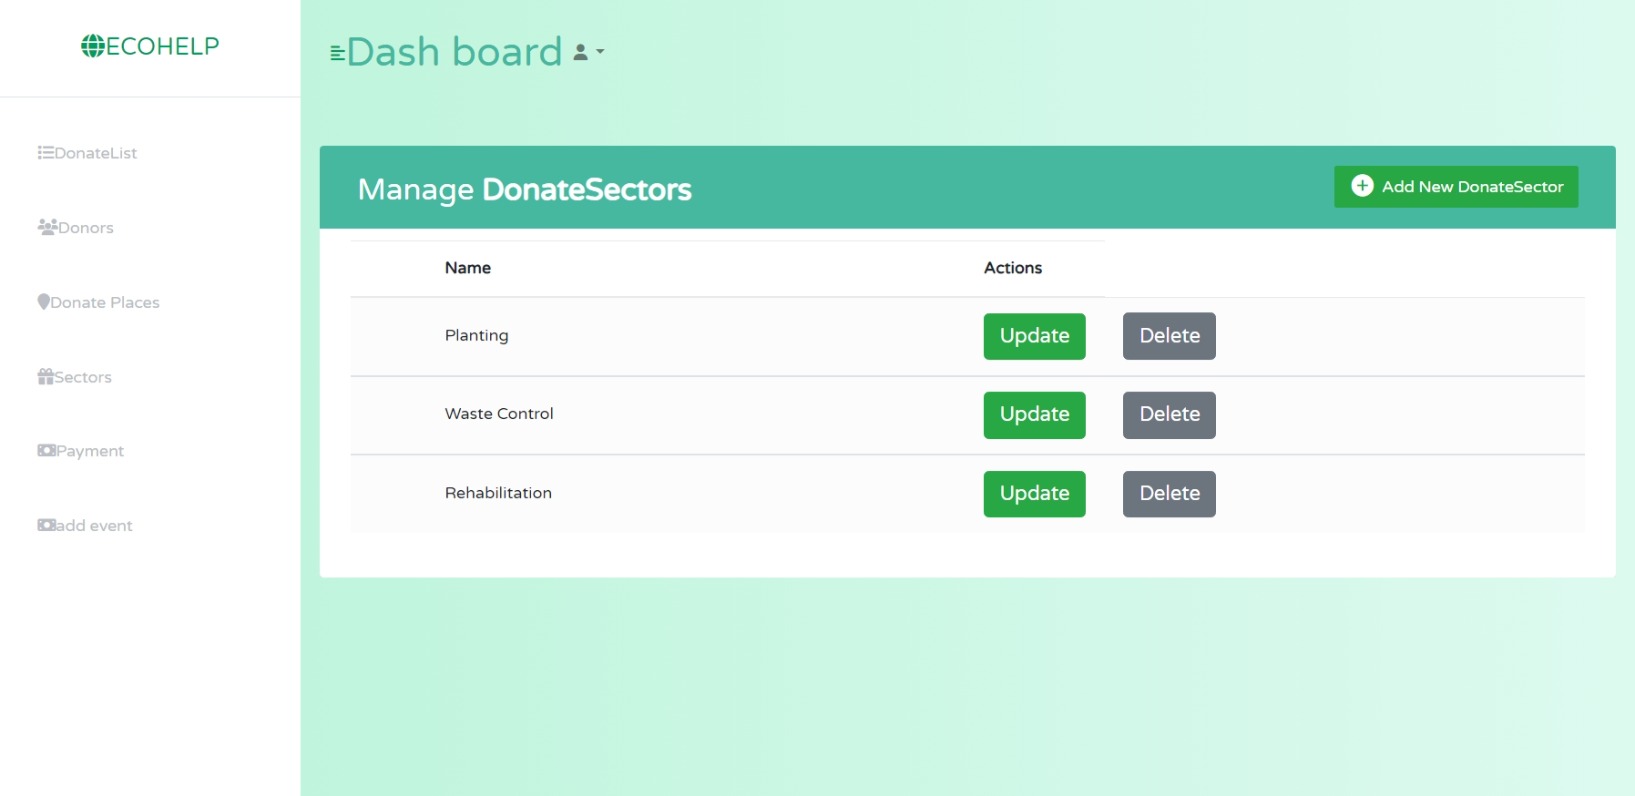 ECOHELP
Dash board
DonateList
Donors
Donate Places
Sectors
Payment
add event
Manage DonateSectors
Add New DonateSector
Name Actions
Planting Update Delete
Waste Control Update Delete
Rehabilitation Update Delete